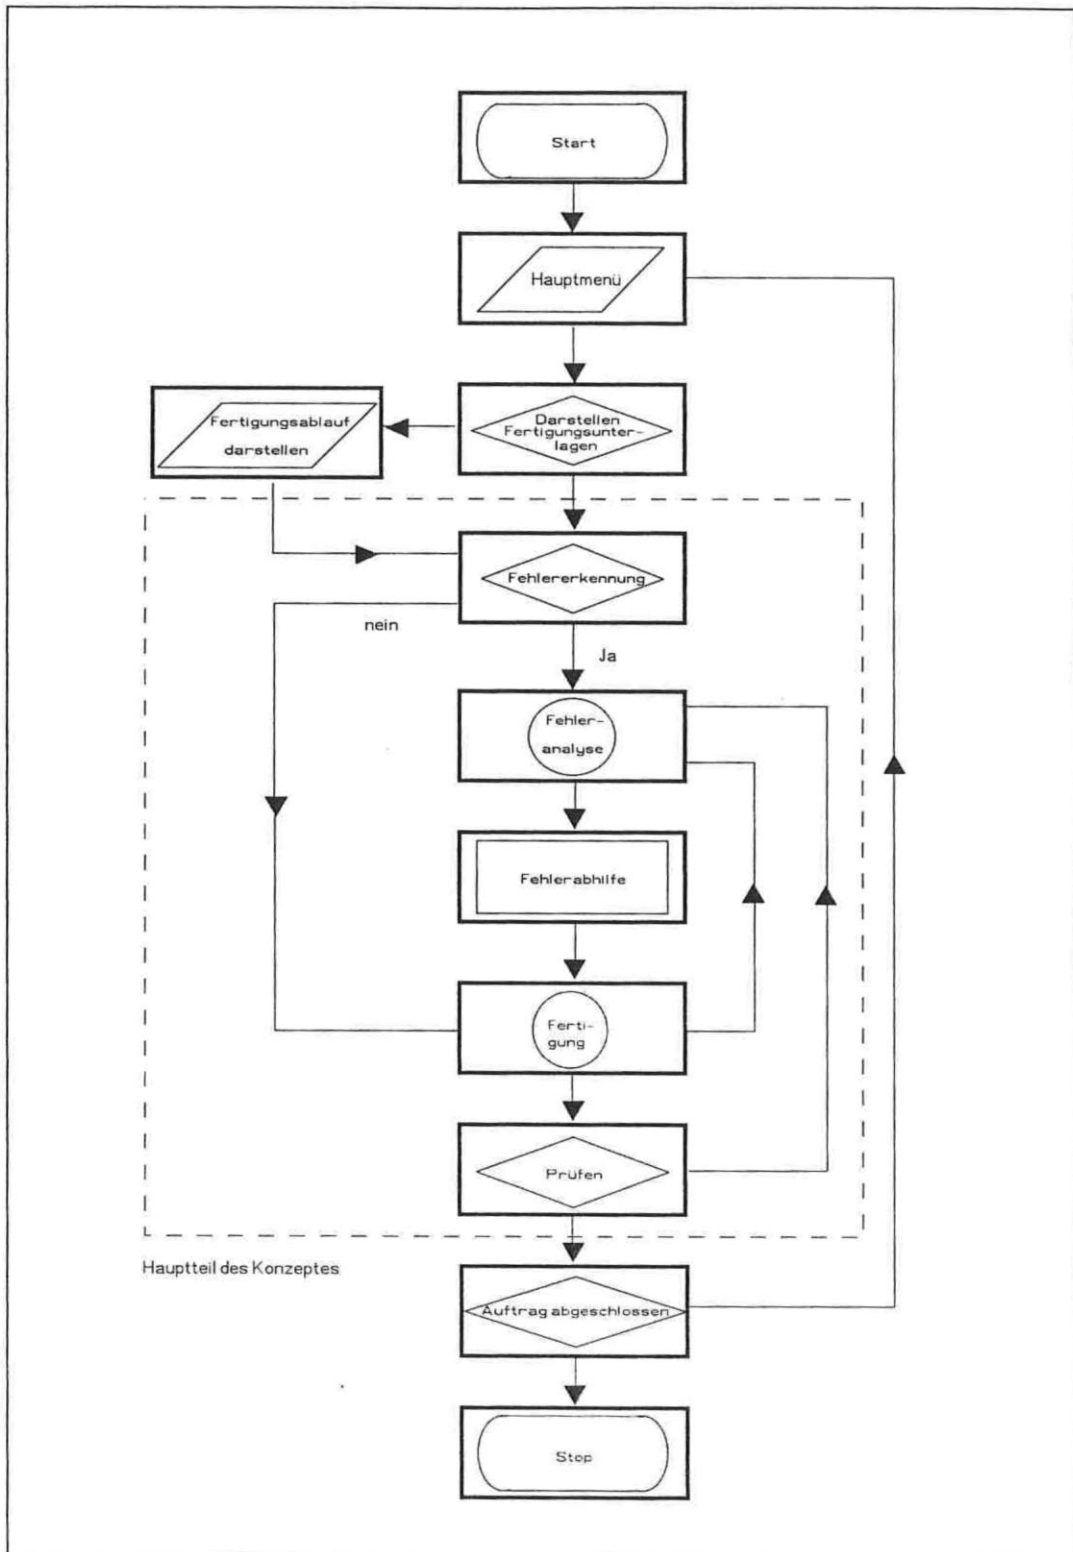 Start
Hauptmenü
Fertigungsablauf
darstellen
Darstellen
Fertigungsunter-
lagen
Fehlererkennung
nein
Ja
Fehler-
analyse
Fehlerabhilfe
Ferti-
gung
Prüfen
Hauptteil des Konzeptes
Auftrag abgeschlossen
Stop